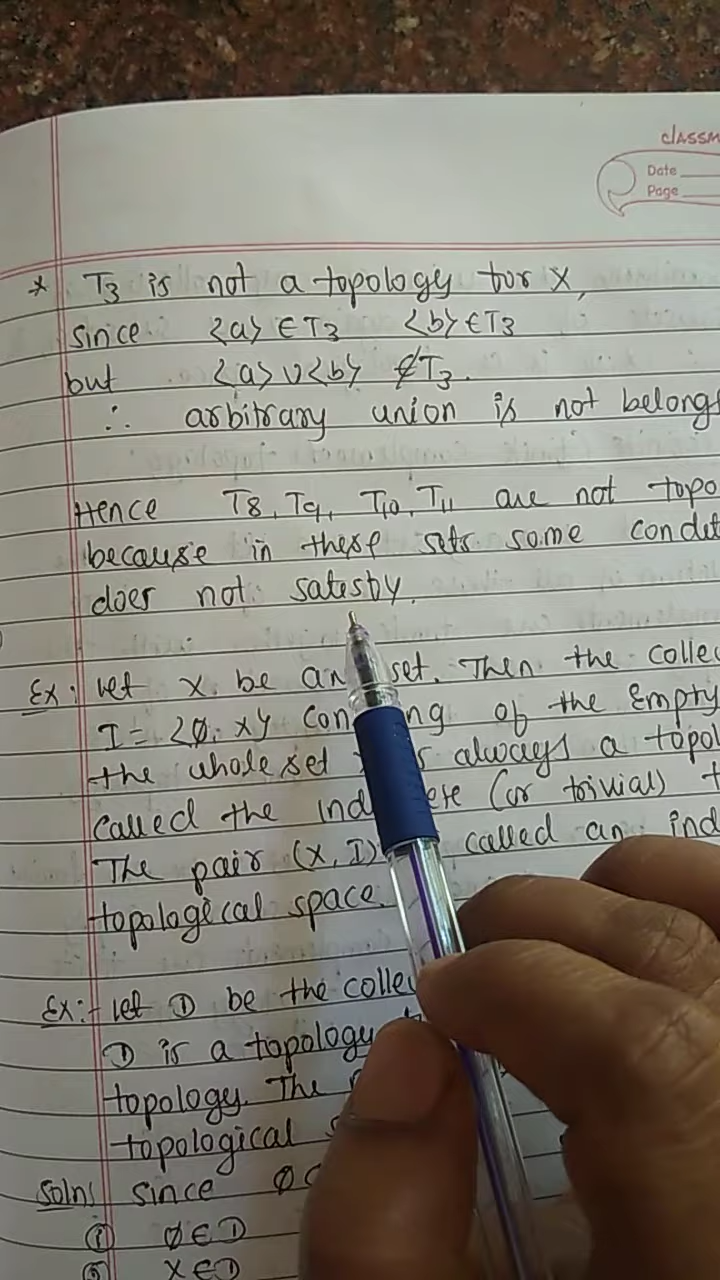 classm
Date
Page
* T3 is not a topology for X,
since {a} ∈ T3 {b} ∈ T3
but {a} ∪ {b} ∉ T3.
∴ arbitrary union is not belong
Hence T8, T9, T10, T11 are not topo
because in these sets some condit
does not satesby.
Ex: Let X be an set. Then the collec
I = {∅, X} con ng of the Empty
the whole set always a topol
called the ind ete (or trivial) t
The pair (X, I) called an ind
topological space.
Ex:- Let D be the collec
D is a topology
topology. The
topological
Soln: since ∅
① ∅ ∈ D
② X ∈ D